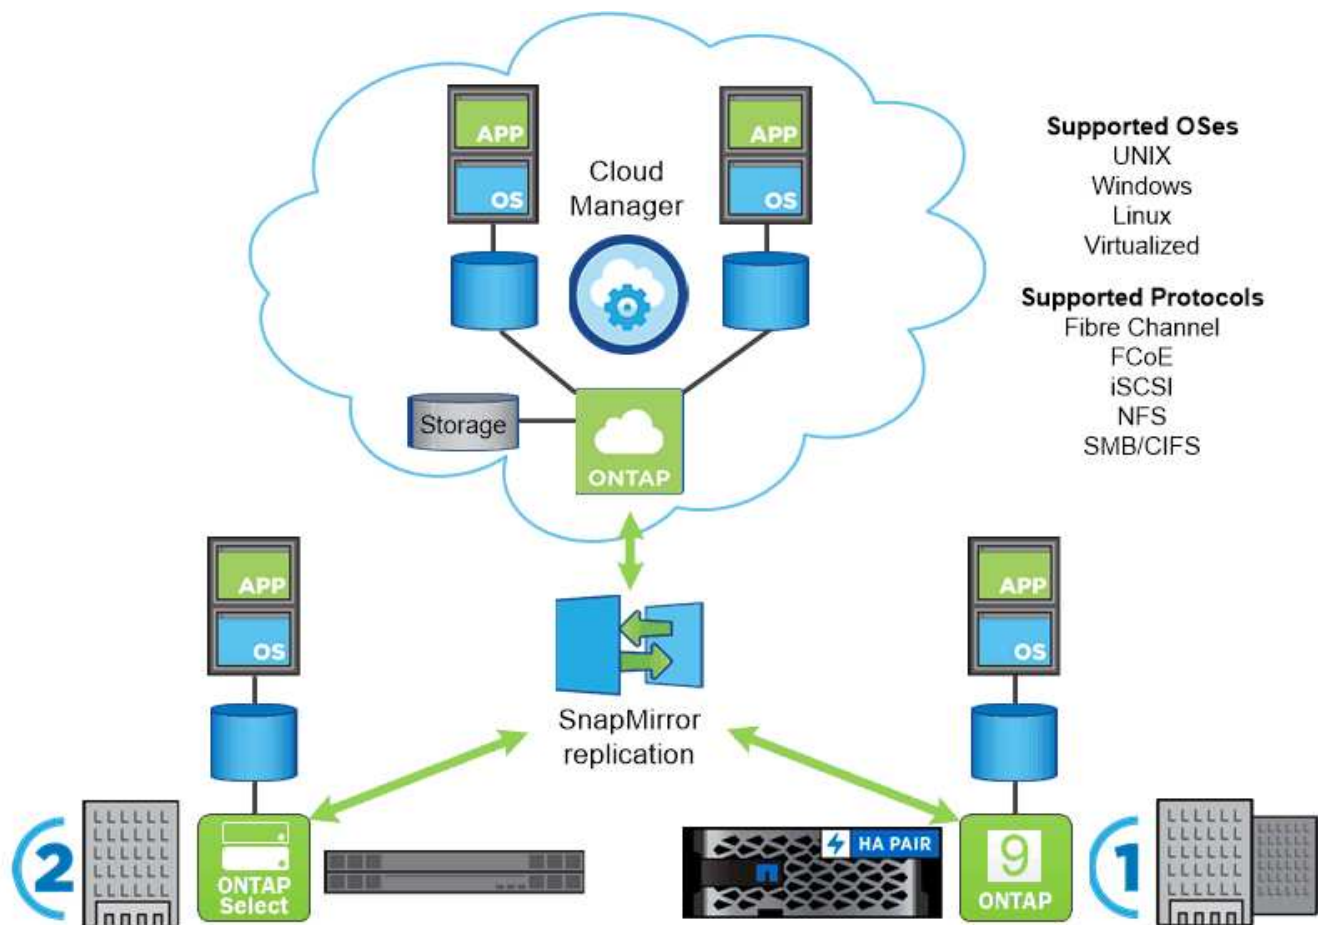 APP
OS
Cloud
Manager
APP
OS
Storage
ONTAP
Supported OSes
UNIX
Windows
Linux
Virtualized
Supported Protocols
Fibre Channel
FCoE
iSCSI
NFS
SMB/CIFS
APP
OS
SnapMirror
replication
APP
OS
2
ONTAP
Select
HA PAIR
9
ONTAP
1